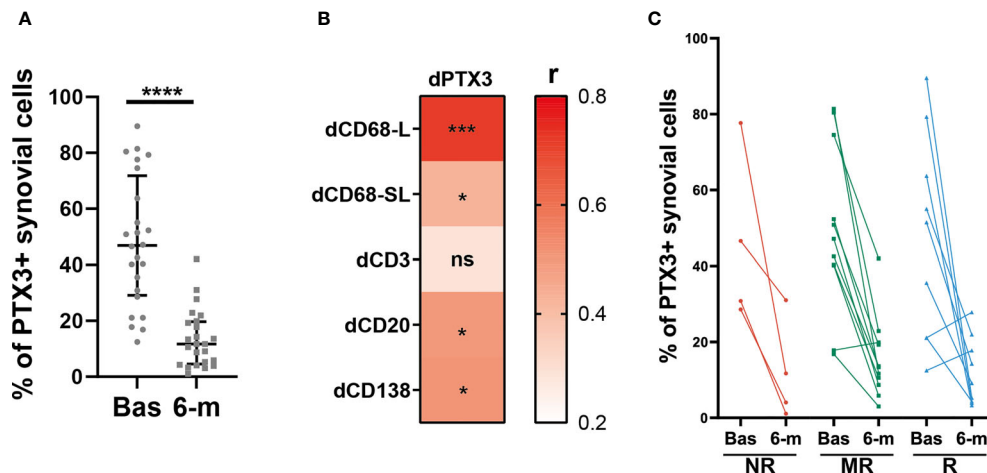 A
% of PTX3+ synovial cells
100
80
60
40
20
0
****
Bas 6-m
B
dPTX3
r
dCD68-L
***
dCD68-SL
*
dCD3
ns
dCD20
*
dCD138
*
0.8
0.6
0.4
0.2
C
% of PTX3+ synovial cells
100
80
60
40
20
0
Bas 6-m Bas 6-m Bas 6-m
NR MR R